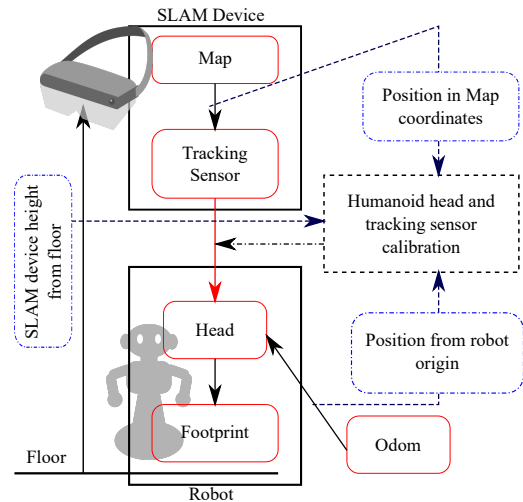 SLAM Device
Map
Tracking
Sensor
Position in Map
coordinates
Humanoid head and
tracking sensor
calibration
SLAM device height
from floor
Head
Position from robot
origin
Footprint
Odom
Floor
Robot